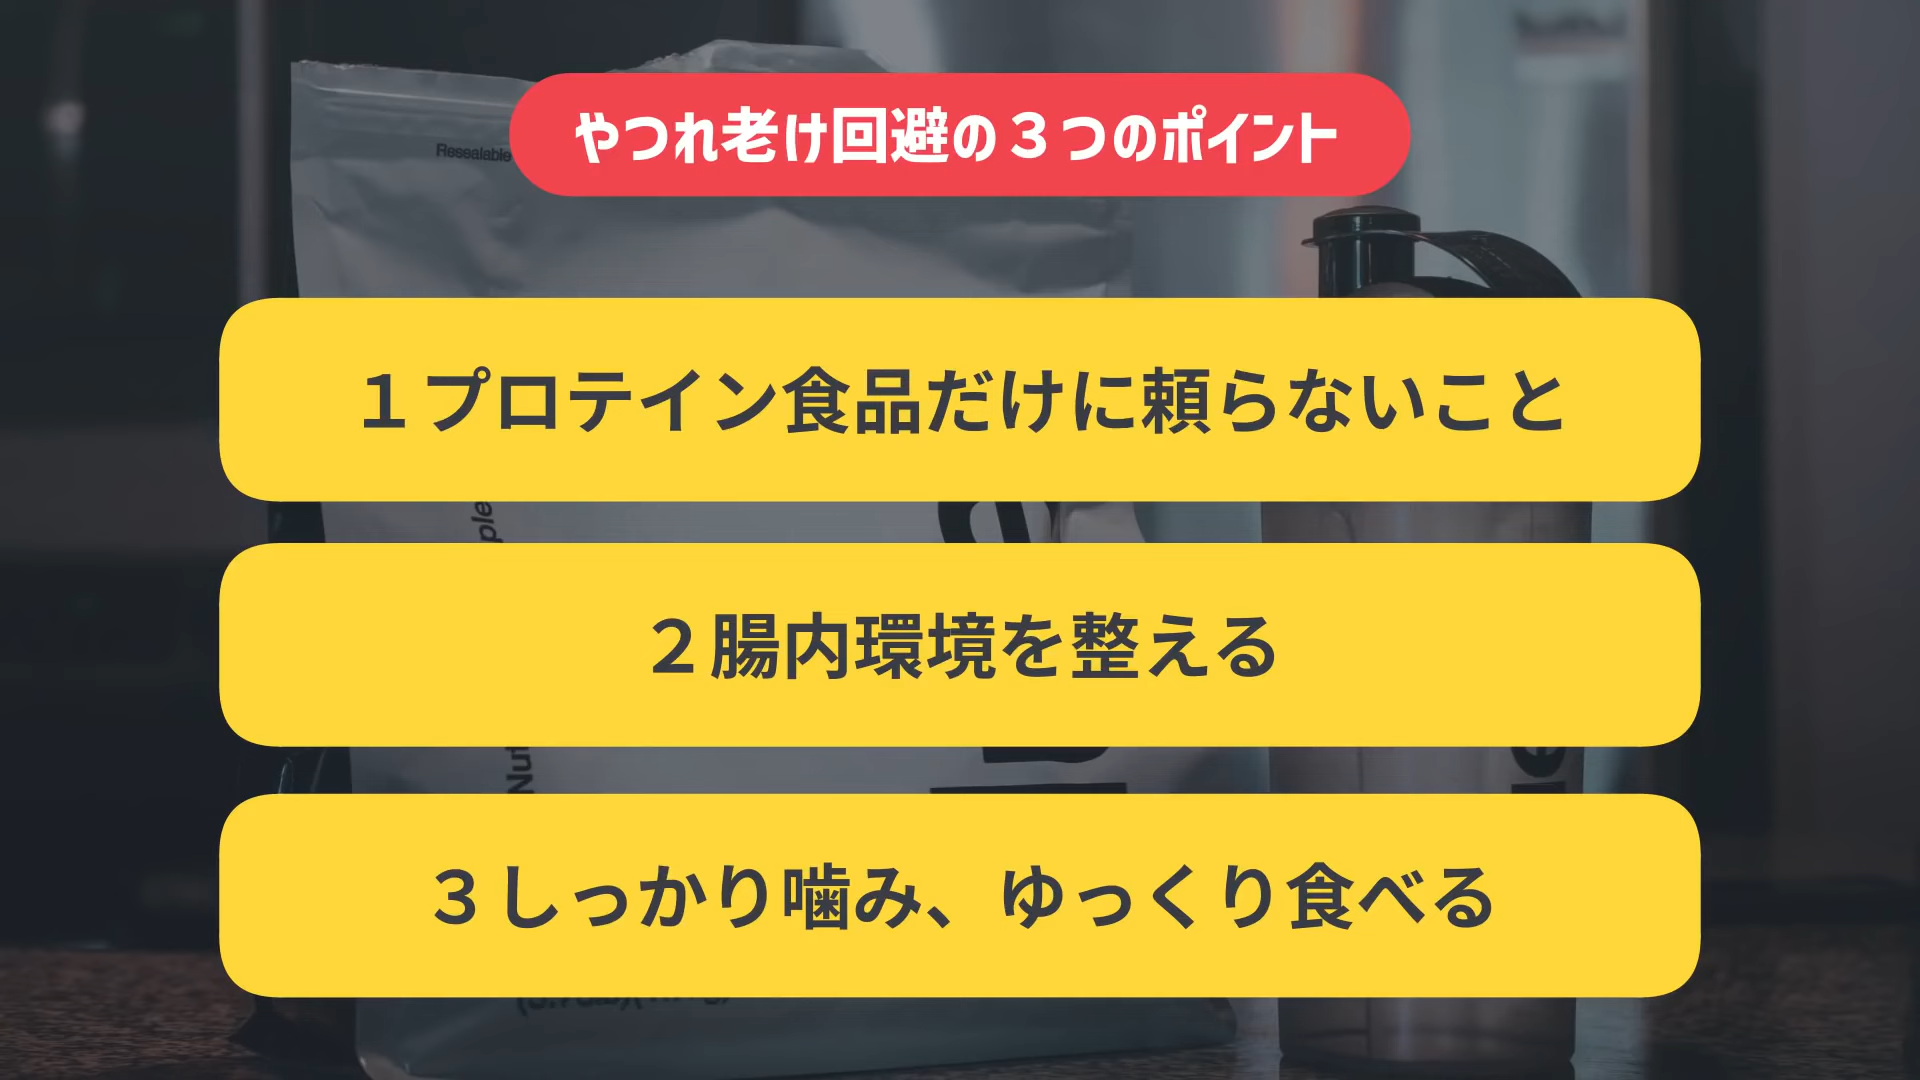 やつれ老け回避の３つのポイント
Resealable
１プロテイン食品だけに頼らないこと
２腸内環境を整える
３しっかり噛み、ゆっくり食べる